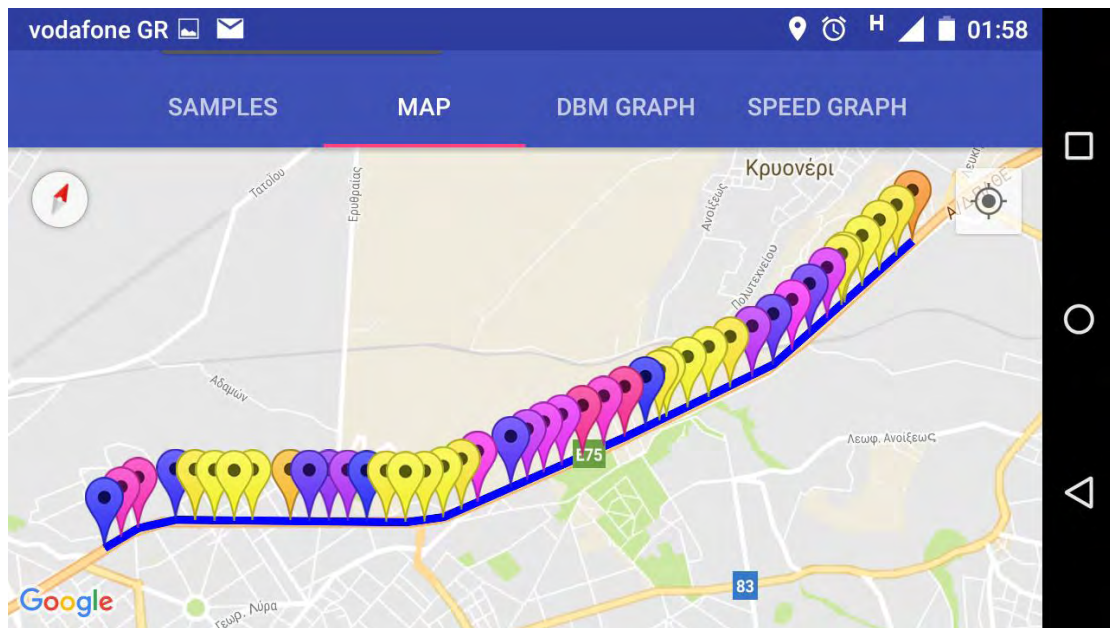 vodafone GR
H
01:58
SAMPLES
MAP
DBM GRAPH
SPEED GRAPH
Κρυονέρι
Τατοΐου
Ερυθραίας
Ανοίξεως
Πολυτεχνείου
Αδαμών
Λεωφ. Ανοίξεως
E75
83
Γεωρ. Λύρα
Google